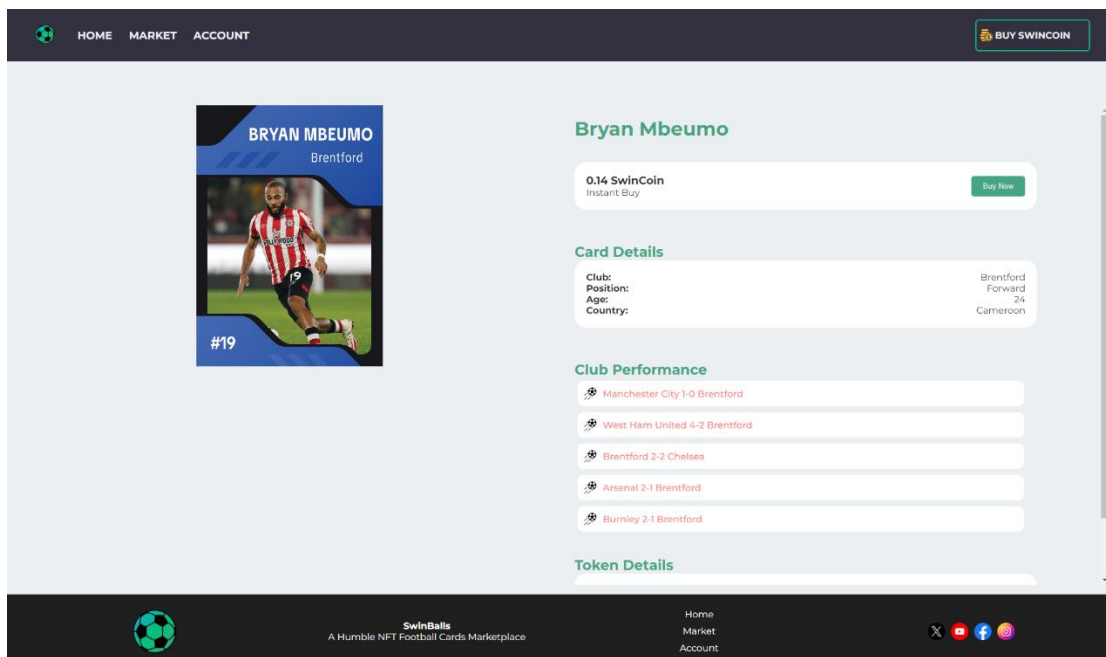 HOME MARKET ACCOUNT
BUY SWINCOIN
BRYAN MBEUMO
Brentford
HOLLYWOOD
19
#19
Bryan Mbeumo
0.14 SwinCoin
Instant Buy
Buy Now
Card Details
Club: Brentford
Position: Forward
Age: 24
Country: Cameroon
Club Performance
Manchester City 1-0 Brentford
West Ham United 4-2 Brentford
Brentford 2-2 Chelsea
Arsenal 2-1 Brentford
Burnley 2-1 Brentford
Token Details
SwinBalls
A Humble NFT Football Cards Marketplace
Home
Market
Account